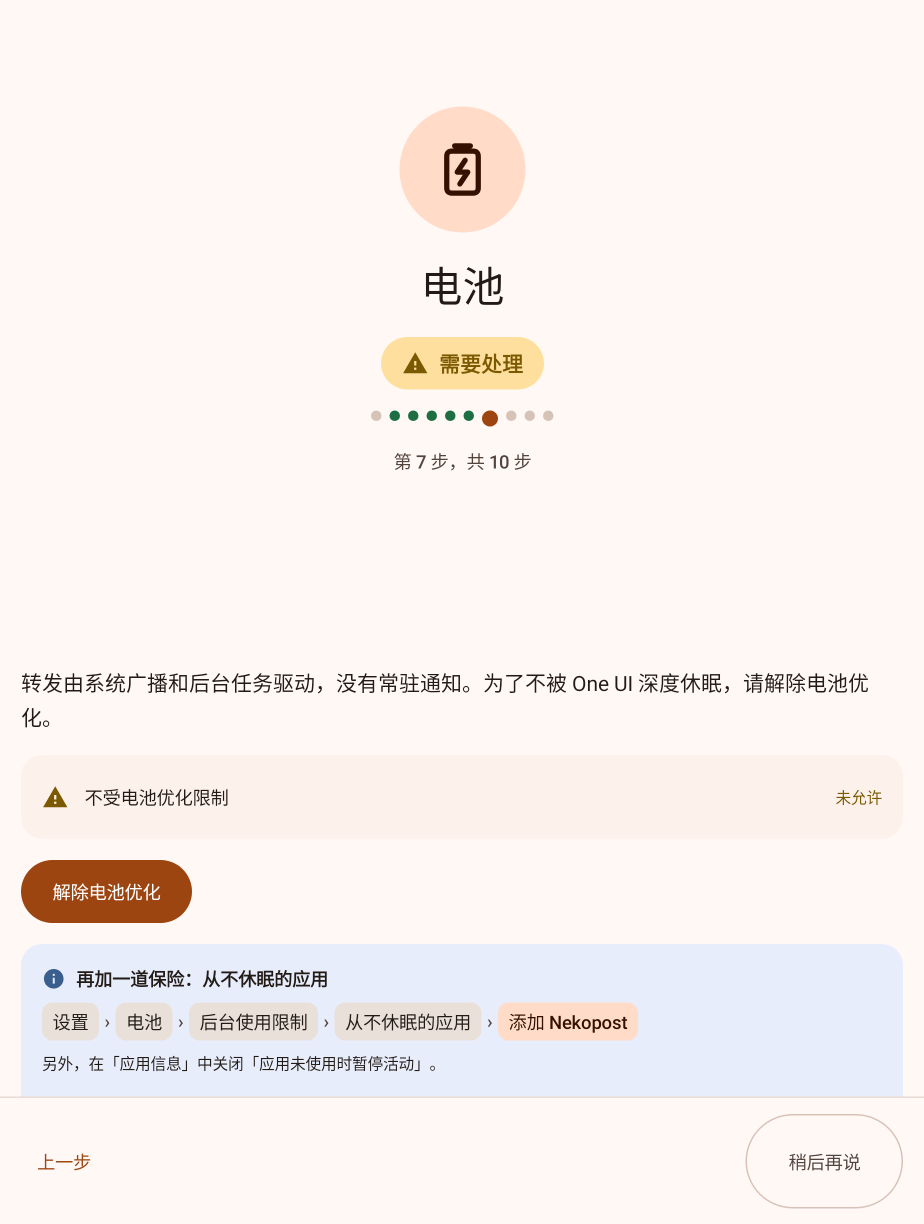 电池
需要处理
第 7 步，共 10 步
转发由系统广播和后台任务驱动，没有常驻通知。为了不被 One UI 深度休眠，请解除电池优
化。
不受电池优化限制 未允许
解除电池优化
再加一道保险：从不休眠的应用
设置 › 电池 › 后台使用限制 › 从不休眠的应用 › 添加 Nekopost
另外，在「应用信息」中关闭「应用未使用时暂停活动」。
上一步 稍后再说